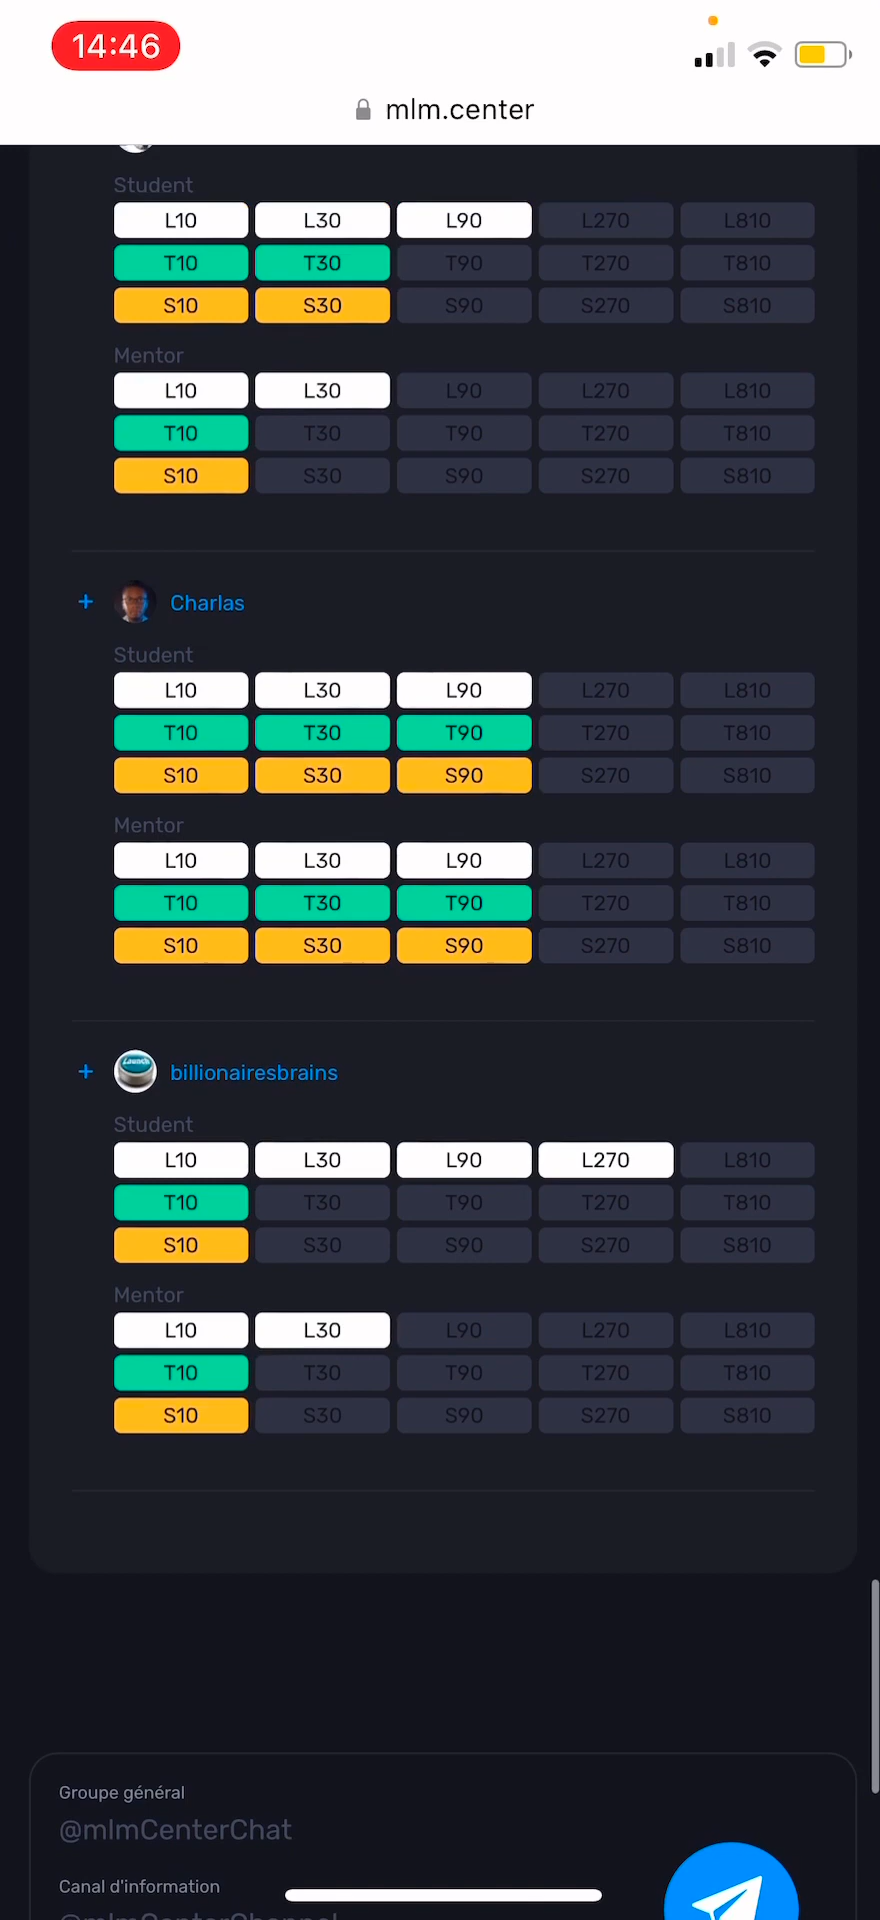 14:46
mlm.center
Student
L10 L30 L90 L270 L810
T10 T30 T90 T270 T810
S10 S30 S90 S270 S810
Mentor
L10 L30 L90 L270 L810
T10 T30 T90 T270 T810
S10 S30 S90 S270 S810
+ Charlas
Student
L10 L30 L90 L270 L810
T10 T30 T90 T270 T810
S10 S30 S90 S270 S810
Mentor
L10 L30 L90 L270 L810
T10 T30 T90 T270 T810
S10 S30 S90 S270 S810
Launch
+ billionairesbrains
Student
L10 L30 L90 L270 L810
T10 T30 T90 T270 T810
S10 S30 S90 S270 S810
Mentor
L10 L30 L90 L270 L810
T10 T30 T90 T270 T810
S10 S30 S90 S270 S810
Groupe général
@mlmCenterChat
Canal d'information
@mlmCenterChannel